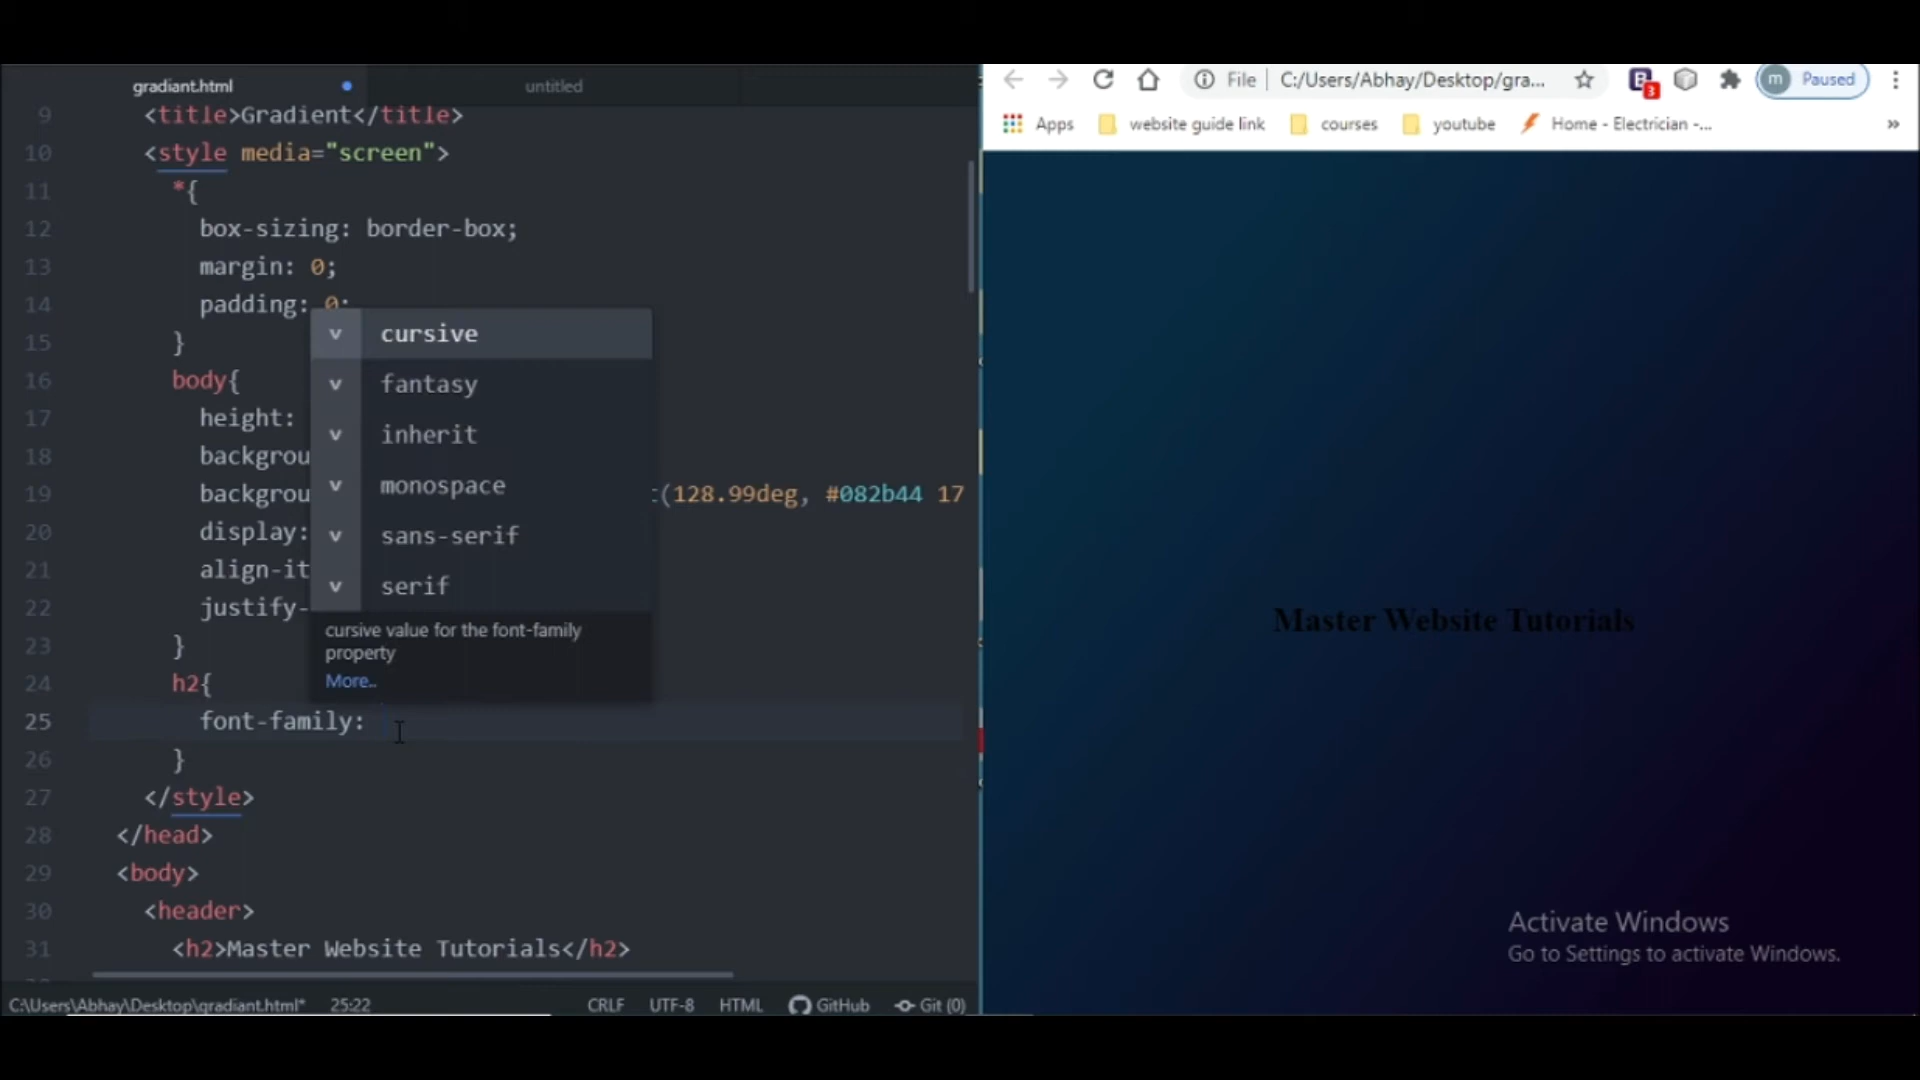 gradiant.html
untitled
9 <title>Gradient</title>
10 <style media="screen">
11 *{
12 box-sizing: border-box;
13 margin: 0;
14 padding: 0;
15 }
16 body{
17 height:
18 backgrou
19 backgrou :(128.99deg, #082b44 17
20 display:
21 align-it
22 justify-
23 }
24 h2{
25 font-family:
26 }
27 </style>
28 </head>
29 <body>
30 <header>
31 <h2>Master Website Tutorials</h2>
v cursive
v fantasy
v inherit
v monospace
v sans-serif
v serif
cursive value for the font-family
property
More..
C:\Users\Abhay\Desktop\gradiant.html* 25:22 CRLF UTF-8 HTML GitHub Git (0)
File C:/Users/Abhay/Desktop/gra... B 3 m Paused
Apps website guide link courses youtube Home - Electrician -... »
Master Website Tutorials
Activate Windows
Go to Settings to activate Windows.